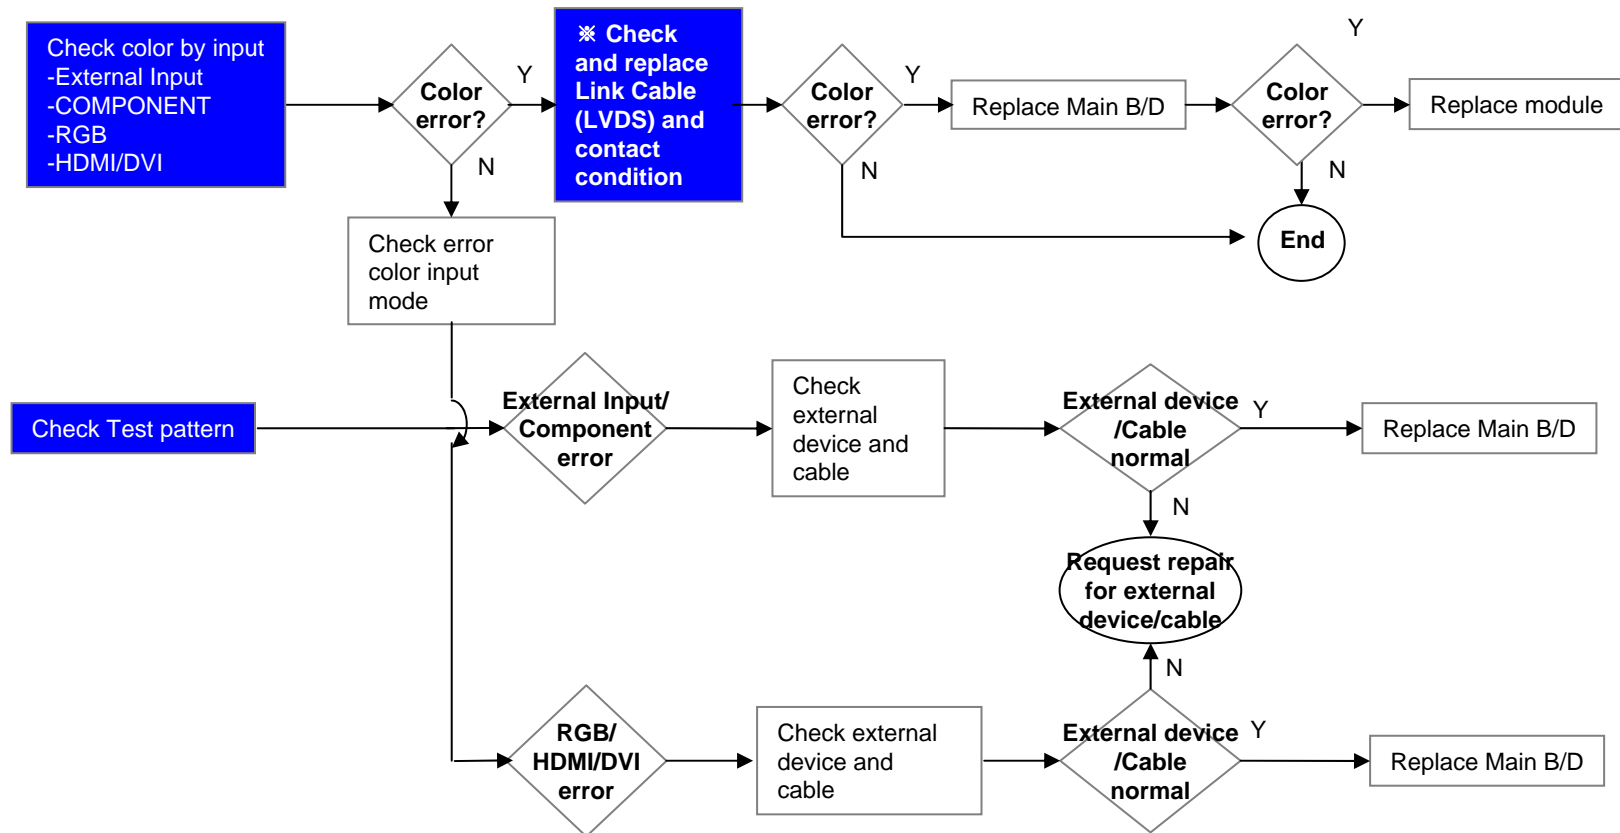 Check color by input
-External Input
-COMPONENT
-RGB
-HDMI/DVI
Color
error?
Y
N
※ Check
and replace
Link Cable
(LVDS) and
contact
condition
Color
error?
Y
N
Replace Main B/D
Color
error?
Y
N
Replace module
End
Check error
color input
mode
Check Test pattern
External Input/
Component
error
Check
external
device and
cable
External device
/Cable
normal
Y
N
Replace Main B/D
Request repair
for external
device/cable
N
RGB/
HDMI/DVI
error
Check external
device and
cable
External device
/Cable
normal
Y
Replace Main B/D